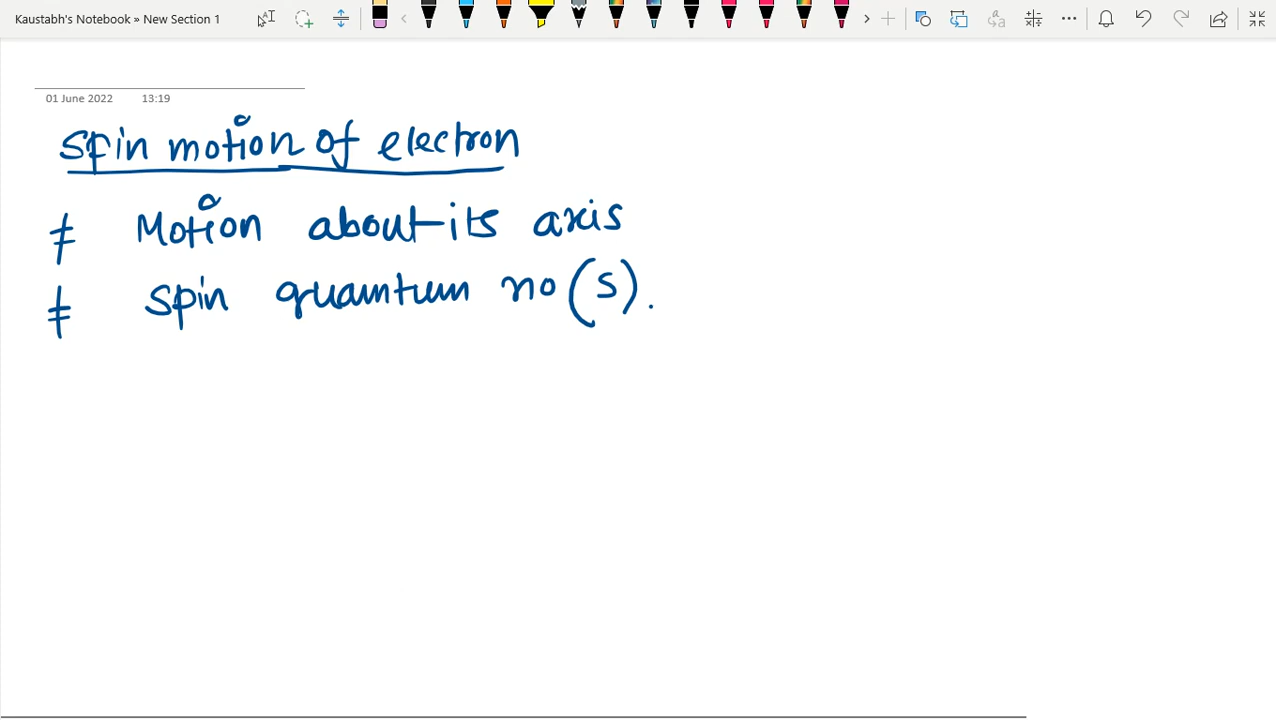 Kaustabh's Notebook » New Section 1
01 June 2022 13:19
Spin motion of electron
≠ Motion about its axis
≠ Spin quantum no (s).